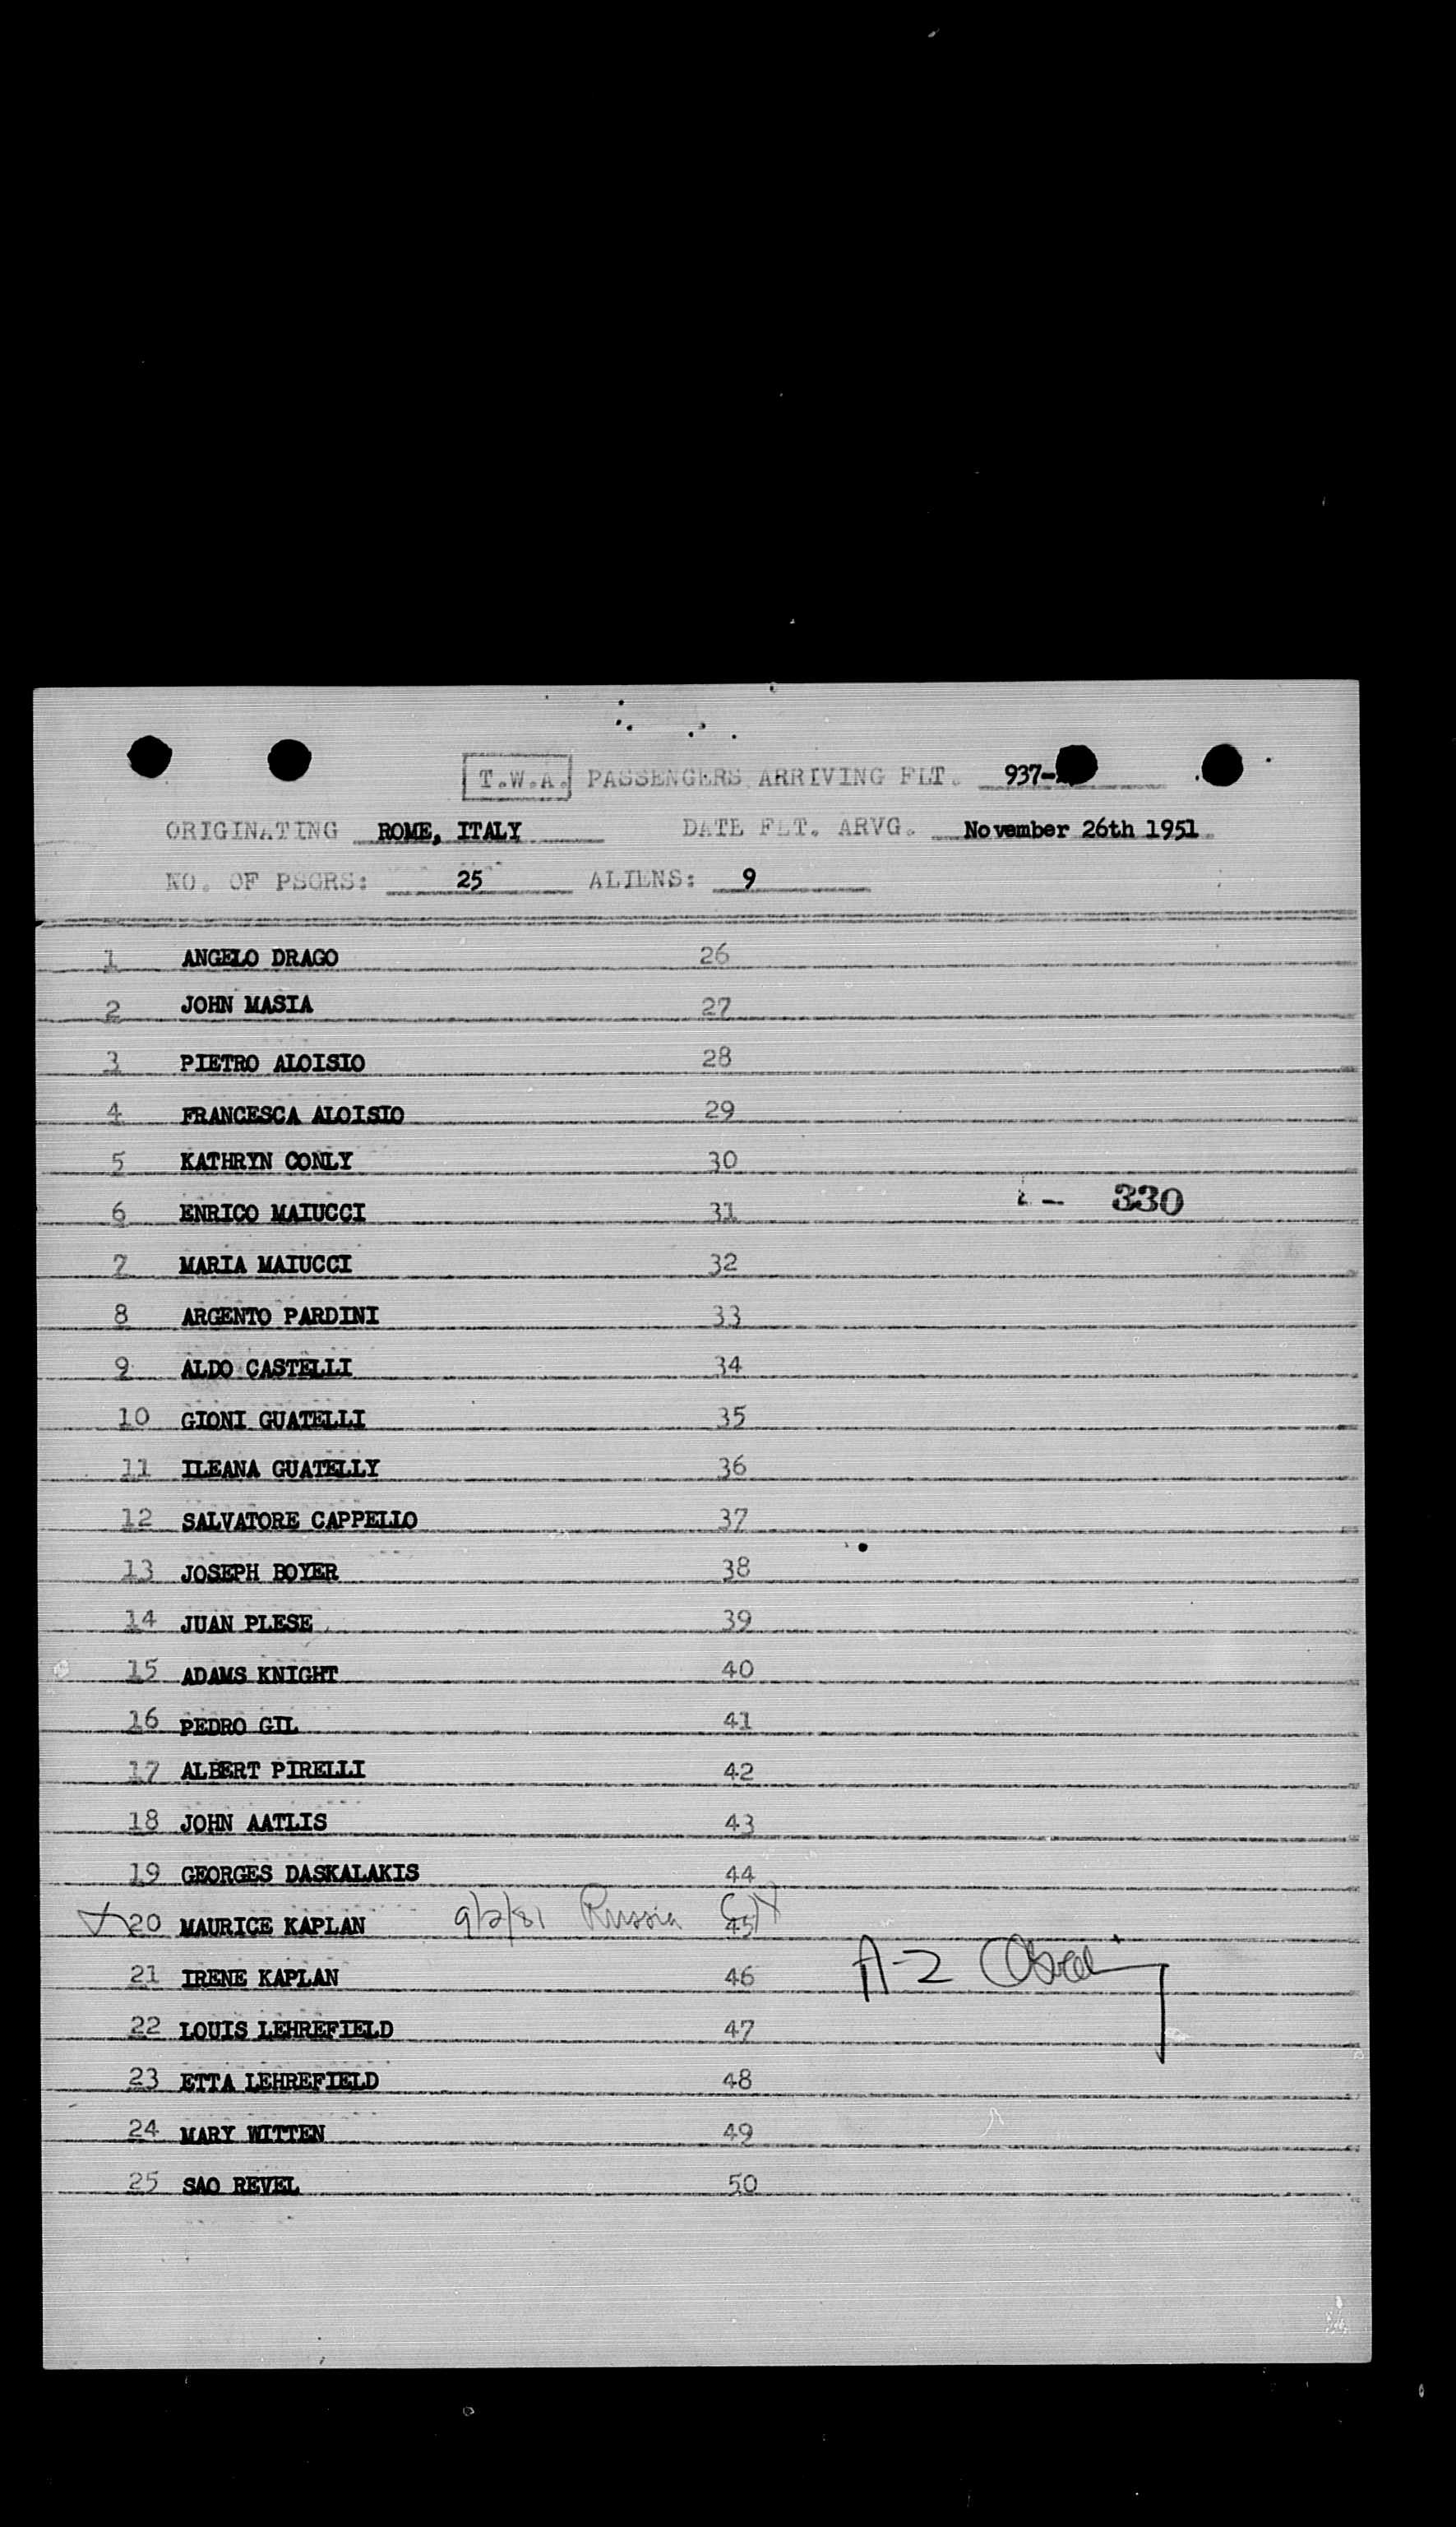 T.W.A. PASSENGERS ARRIVING FLT. 937-
ORIGINATING ROME, ITALY DATE FLT. ARVG. November 26th 1951
NO. OF PSGRS: 25 ALIENS: 9
1 ANGELO DRAGO 26
2 JOHN MASIA 27
3 PIETRO ALOISIO 28
4 FRANCESCA ALOISIO 29
5 KATHRYN CONLY 30
6 ENRICO MAIUCCI 31 - 330
7 MARIA MAIUCCI 32
8 ARGENTO PARDINI 33
9 ALDO CASTELLI 34
10 GIONI GUATELLI 35
11 ILEANA GUATELLY 36
12 SALVATORE CAPPELLO 37
13 JOSEPH BOYER 38
14 JUAN PLESE 39
15 ADAMS KNIGHT 40
16 PEDRO GIL 41
17 ALBERT PIRELLI 42
18 JOHN AATLIS 43
19 GEORGES DASKALAKIS 44
20 MAURICE KAPLAN 9/2/81 Russia 45
21 IRENE KAPLAN 46 A-2
22 LOUIS LEHREFIELD 47
23 ETTA LEHREFIELD 48
24 MARY WITTEN 49
25 SAO REVEL 50